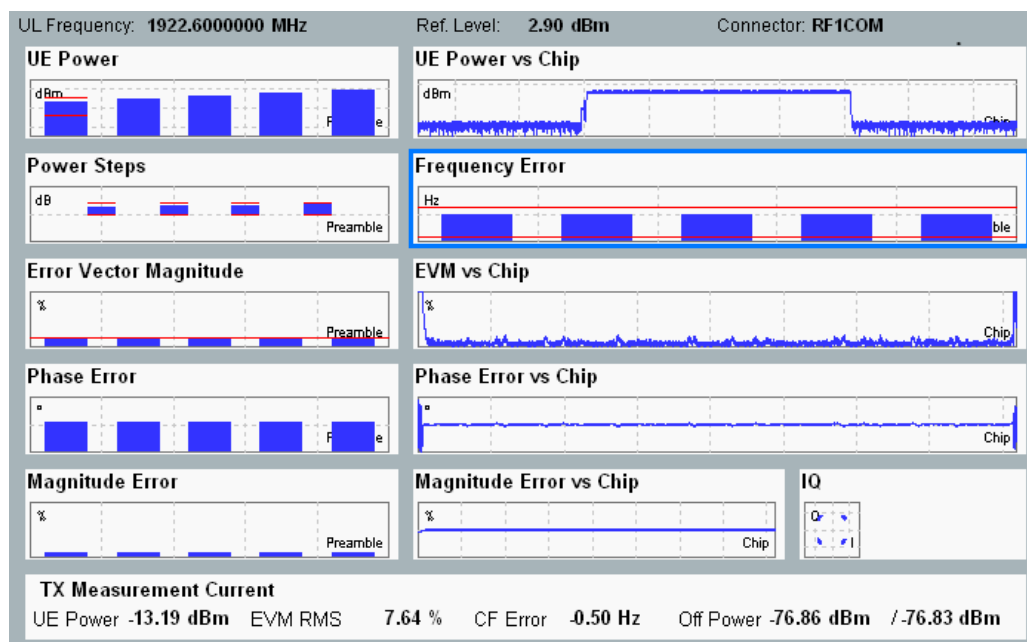 UL Frequency: 1922.6000000 MHz Ref. Level: 2.90 dBm Connector: RF1COM
UE Power UE Power vs Chip
dBm dBm
Chip
Power Steps Frequency Error
dB Hz
Preamble ble
Error Vector Magnitude EVM vs Chip
% %
Preamble Chip
Phase Error Phase Error vs Chip
° °
Chip
Magnitude Error Magnitude Error vs Chip IQ
% % Q
Preamble Chip I
TX Measurement Current
UE Power -13.19 dBm EVM RMS 7.64 % CF Error -0.50 Hz Off Power -76.86 dBm / -76.83 dBm